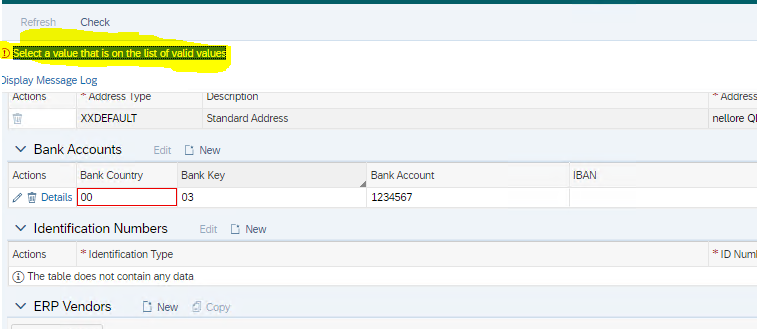 Refresh Check
Select a value that is on the list of valid values
Display Message Log
Actions * Address Type Description * Address
XXDEFAULT Standard Address nellore
Bank Accounts Edit New
Actions Bank Country Bank Key Bank Account IBAN
Details 00 03 1234567
Identification Numbers Edit New
Actions * Identification Type * ID Num
The table does not contain any data
ERP Vendors New Copy